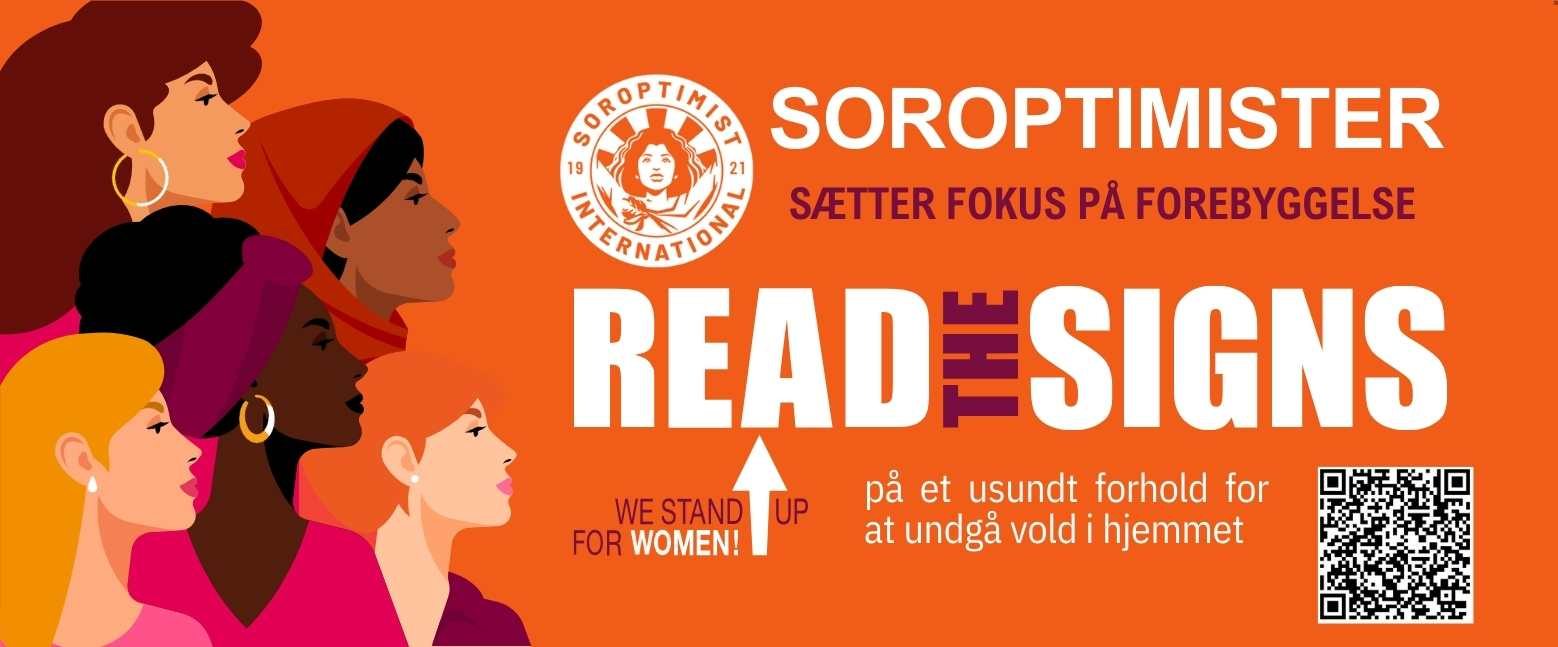 SOROPTIMIST
19 21
INTERNATIONAL
SOROPTIMISTER
SÆTTER FOKUS PÅ FOREBYGGELSE
READ THE SIGNS
WE STAND UP
FOR WOMEN!
på et usundt forhold for
at undgå vold i hjemmet